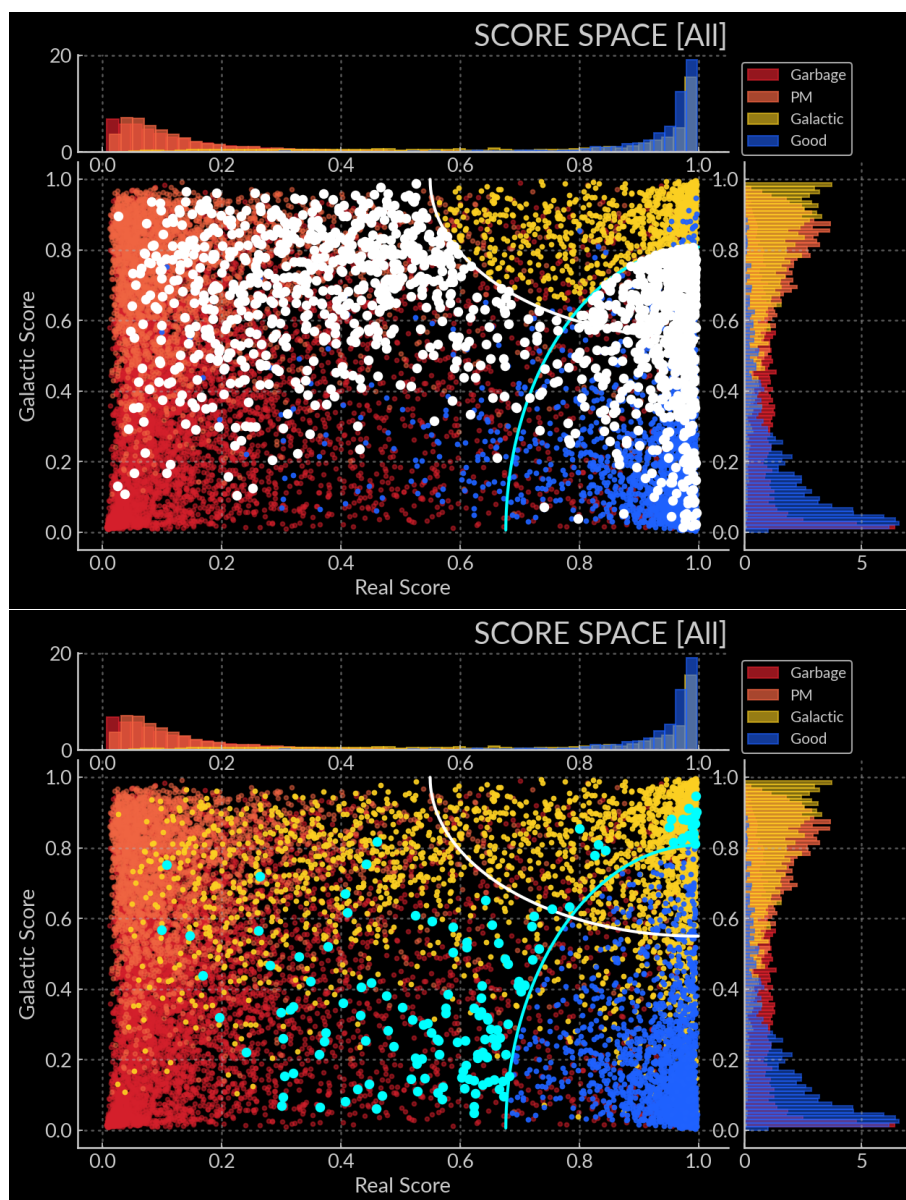 SCORE SPACE [All]
20
0
0.0 0.2 0.4 0.6 0.8 1.0
Garbage
PM
Galactic
Good
1.0 1.0
0.8 0.8
0.6 0.6
0.4 0.4
0.2 0.2
0.0 0.0
Galactic Score
0.0 0.2 0.4 0.6 0.8 1.0 0 5
Real Score
SCORE SPACE [All]
20
0
0.0 0.2 0.4 0.6 0.8 1.0
Garbage
PM
Galactic
Good
1.0 1.0
0.8 0.8
0.6 0.6
0.4 0.4
0.2 0.2
0.0 0.0
Galactic Score
0.0 0.2 0.4 0.6 0.8 1.0 0 5
Real Score